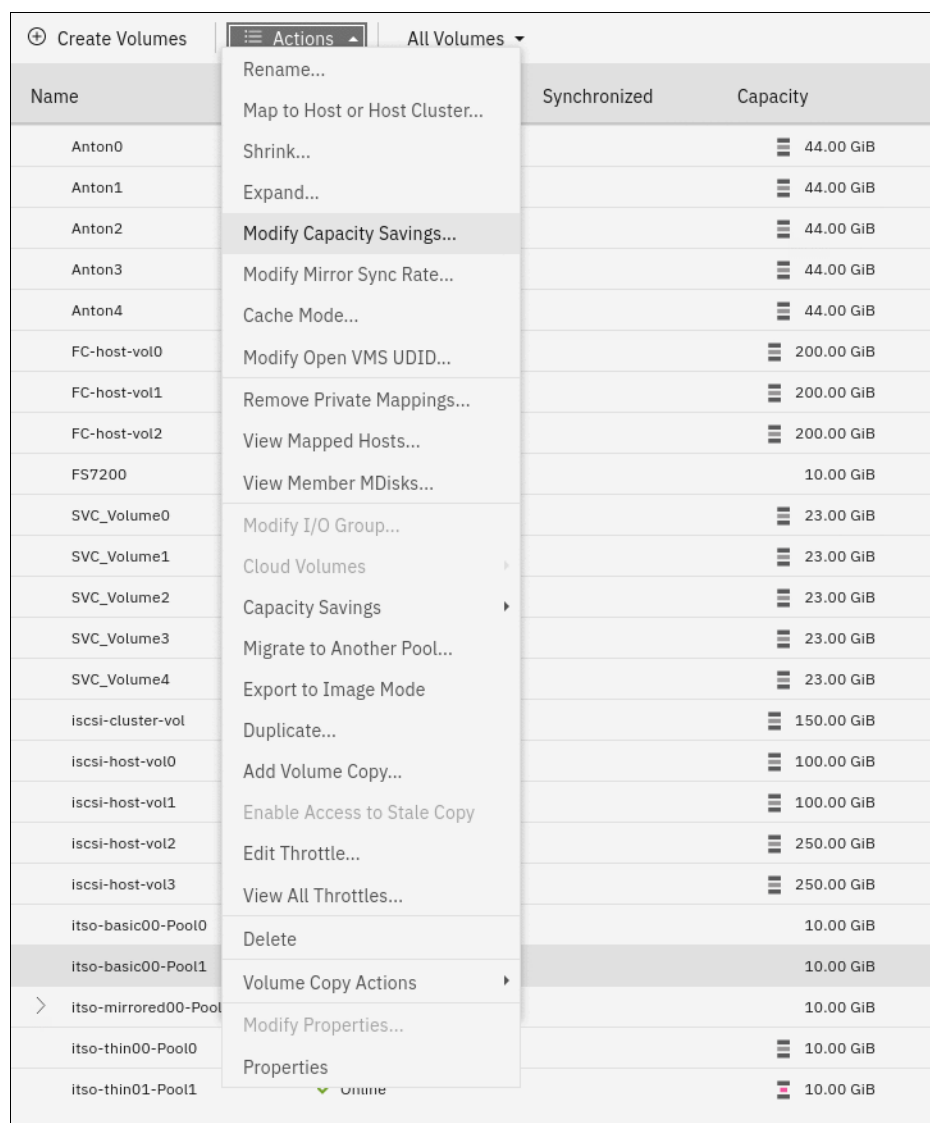 Create Volumes Actions All Volumes
Rename...
Name Synchronized Capacity
Map to Host or Host Cluster...
Anton0 44.00 GiB
Shrink...
Anton1 44.00 GiB
Expand...
Anton2 44.00 GiB
Modify Capacity Savings...
Anton3 44.00 GiB
Modify Mirror Sync Rate...
Anton4 44.00 GiB
Cache Mode...
FC-host-vol0 200.00 GiB
Modify Open VMS UDID...
FC-host-vol1 200.00 GiB
Remove Private Mappings...
FC-host-vol2 200.00 GiB
View Mapped Hosts...
FS7200 10.00 GiB
View Member MDisks...
SVC_Volume0 23.00 GiB
Modify I/O Group...
SVC_Volume1 23.00 GiB
Cloud Volumes
SVC_Volume2 23.00 GiB
Capacity Savings
SVC_Volume3 23.00 GiB
Migrate to Another Pool...
SVC_Volume4 23.00 GiB
Export to Image Mode
iscsi-cluster-vol 150.00 GiB
Duplicate...
iscsi-host-vol0 100.00 GiB
Add Volume Copy...
iscsi-host-vol1 100.00 GiB
Enable Access to Stale Copy
iscsi-host-vol2 250.00 GiB
Edit Throttle...
iscsi-host-vol3 250.00 GiB
View All Throttles...
itso-basic00-Pool0 10.00 GiB
Delete
itso-basic00-Pool1 10.00 GiB
Volume Copy Actions
itso-mirrored00-Pool 10.00 GiB
Modify Properties...
itso-thin00-Pool0 10.00 GiB
Properties
itso-thin01-Pool1 Online 10.00 GiB